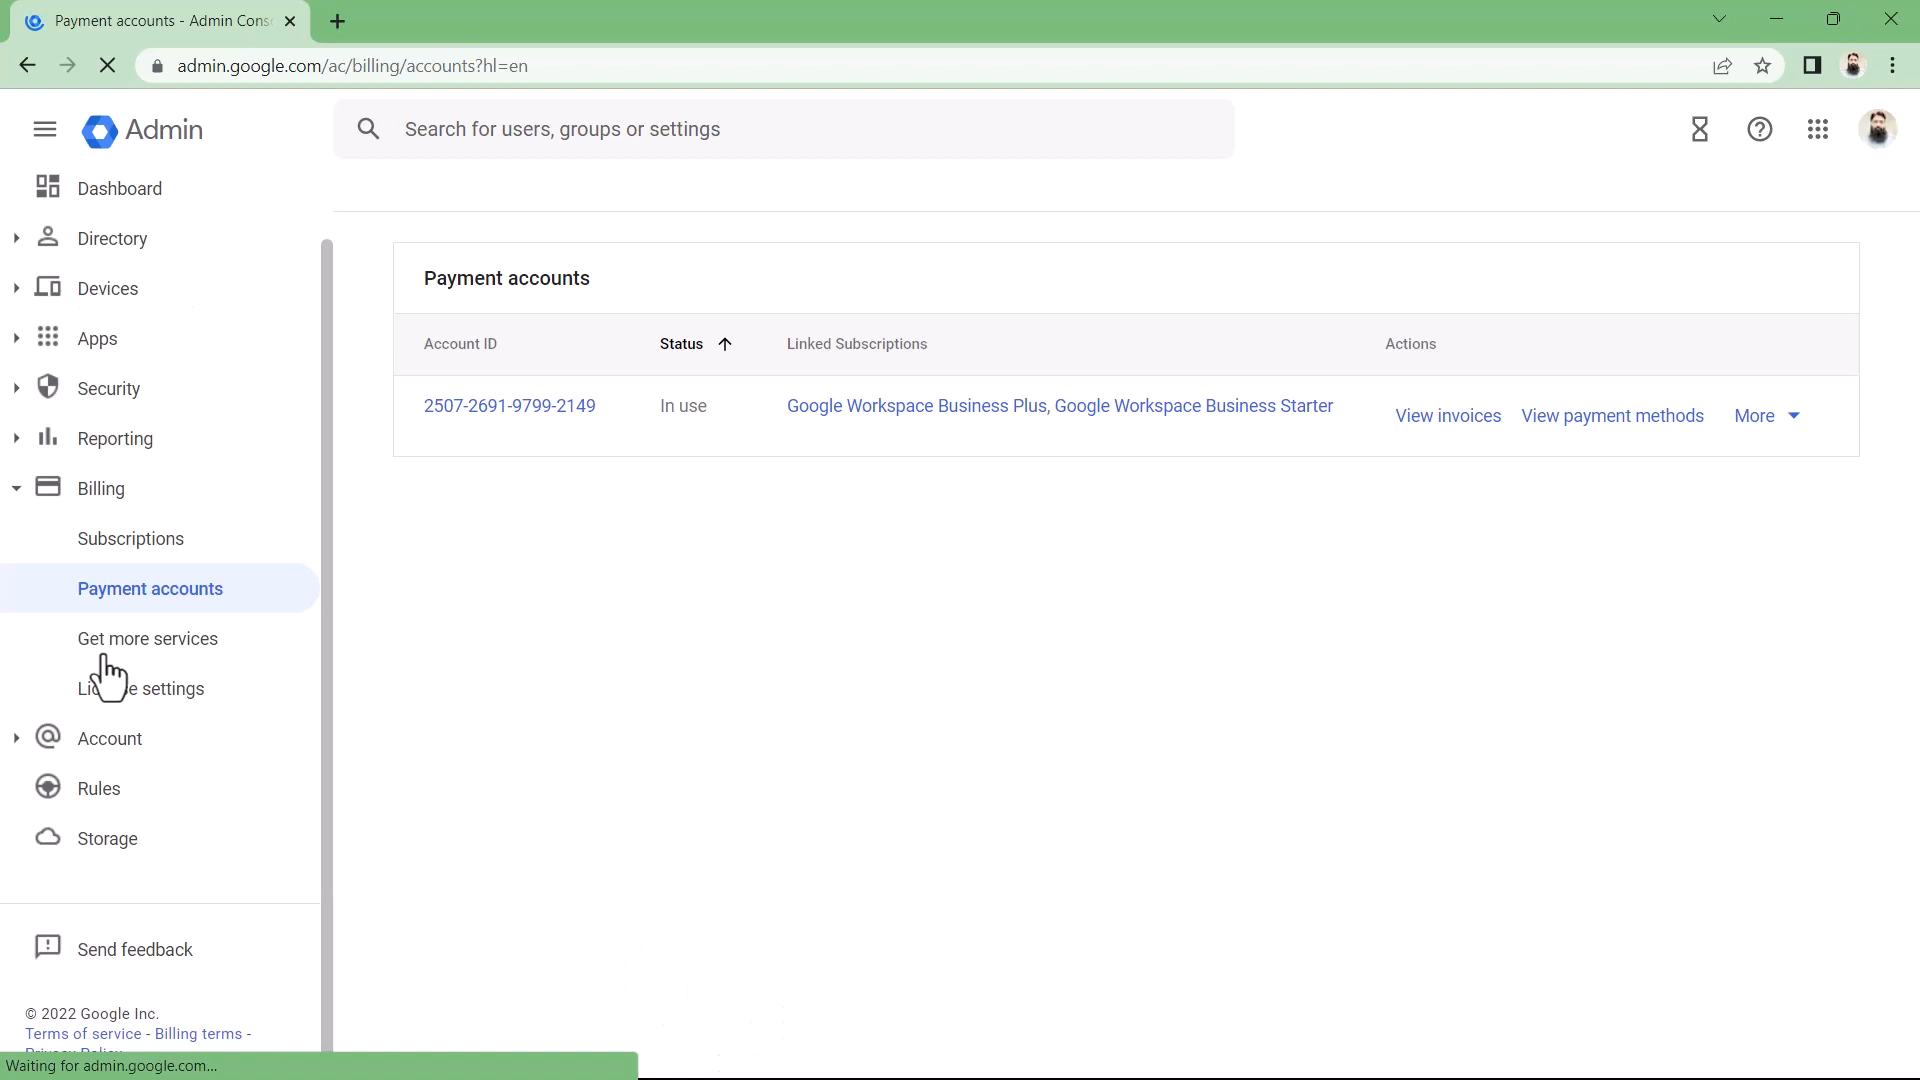 Payment accounts - Admin Cons
admin.google.com/ac/billing/accounts?hl=en
Admin
Search for users, groups or settings
Dashboard
Directory
Devices
Apps
Security
Reporting
Billing
Subscriptions
Payment accounts
Get more services
settings
Account
Rules
Storage
Send feedback
© 2022 Google Inc.
Terms of service - Billing terms -
Privacy Policy
Waiting for admin.google.com...
Payment accounts
Account ID Status Linked Subscriptions Actions
2507-2691-9799-2149 In use Google Workspace Business Plus, Google Workspace Business Starter View invoices View payment methods More